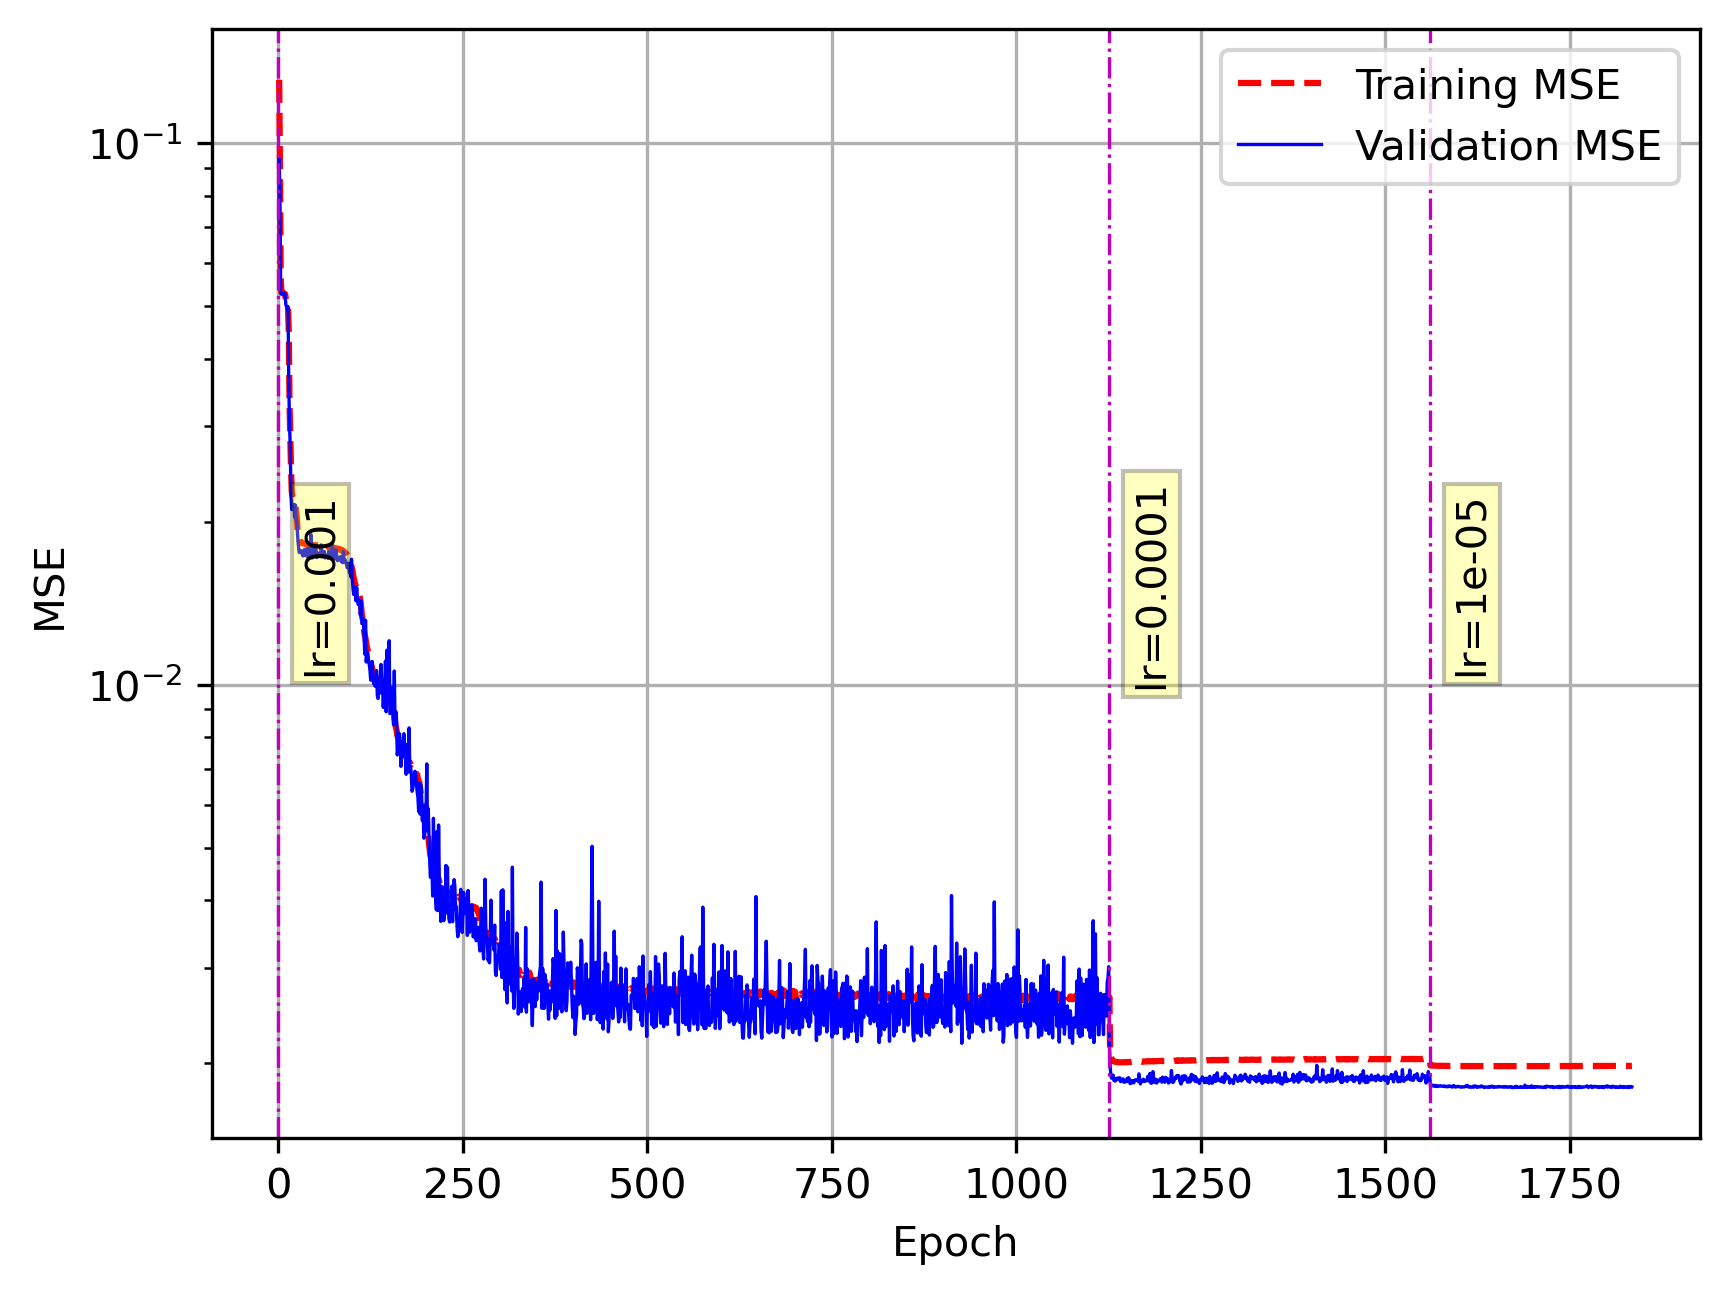 Training MSE
Validation MSE
10⁻¹
10⁻²
MSE
lr=0.001
lr=0.0001
lr=1e-05
0 250 500 750 1000 1250 1500 1750
Epoch